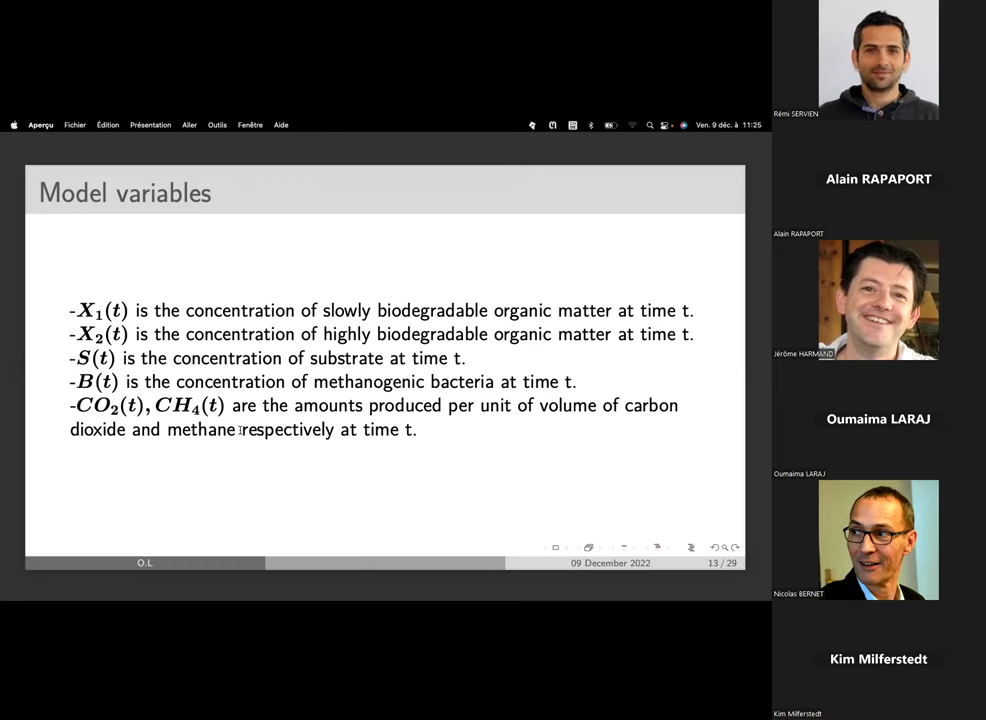 Aperçu Fichier Édition Présentation Aller Outils Fenêtre Aide Ven. 9 déc. à 11:25
Model variables
-X₁(t) is the concentration of slowly biodegradable organic matter at time t.
-X₂(t) is the concentration of highly biodegradable organic matter at time t.
-S(t) is the concentration of substrate at time t.
-B(t) is the concentration of methanogenic bacteria at time t.
-CO₂(t), CH₄(t) are the amounts produced per unit of volume of carbon
dioxide and methane respectively at time t.
O.L 09 December 2022 13 / 29
Rémi SERVIEN
Alain RAPAPORT
Alain RAPAPORT
Jérôme HARMAND
Oumaima LARAJ
Oumaima LARAJ
Nicolas BERNET
Kim Milferstedt
Kim Milferstedt